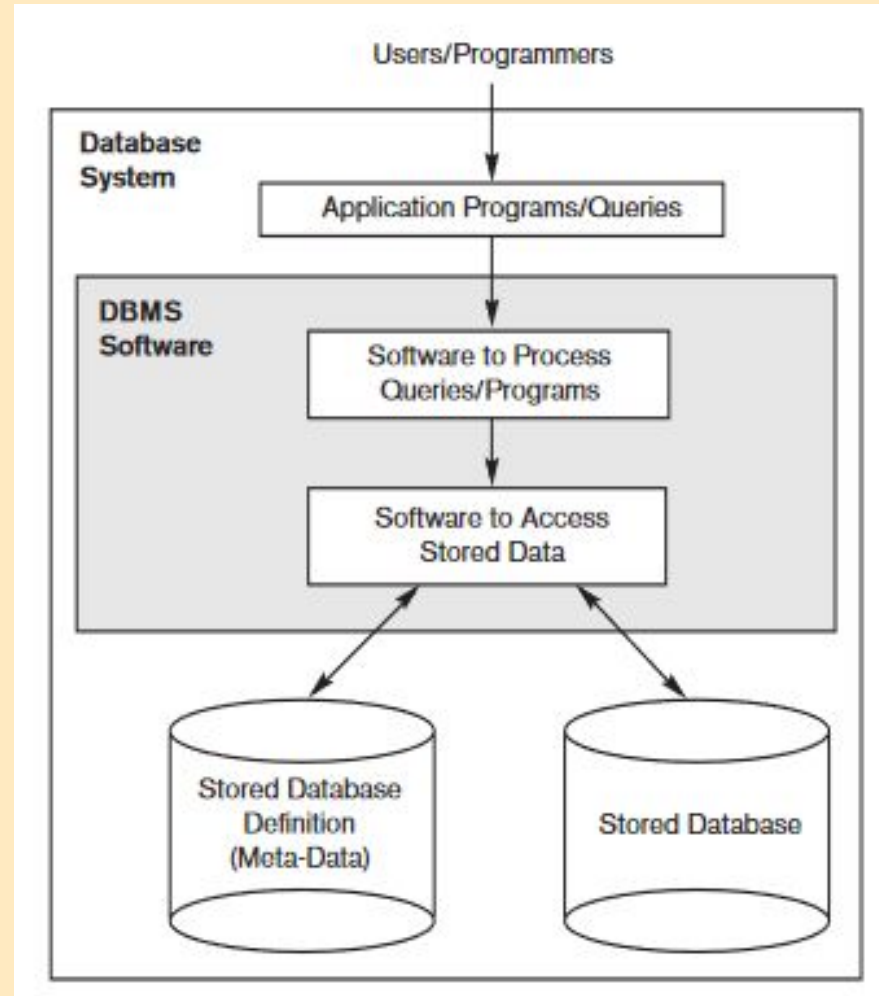 Users/Programmers
Database
System
Application Programs/Queries
DBMS
Software
Software to Process
Queries/Programs
Software to Access
Stored Data
Stored Database
Definition
(Meta-Data)
Stored Database